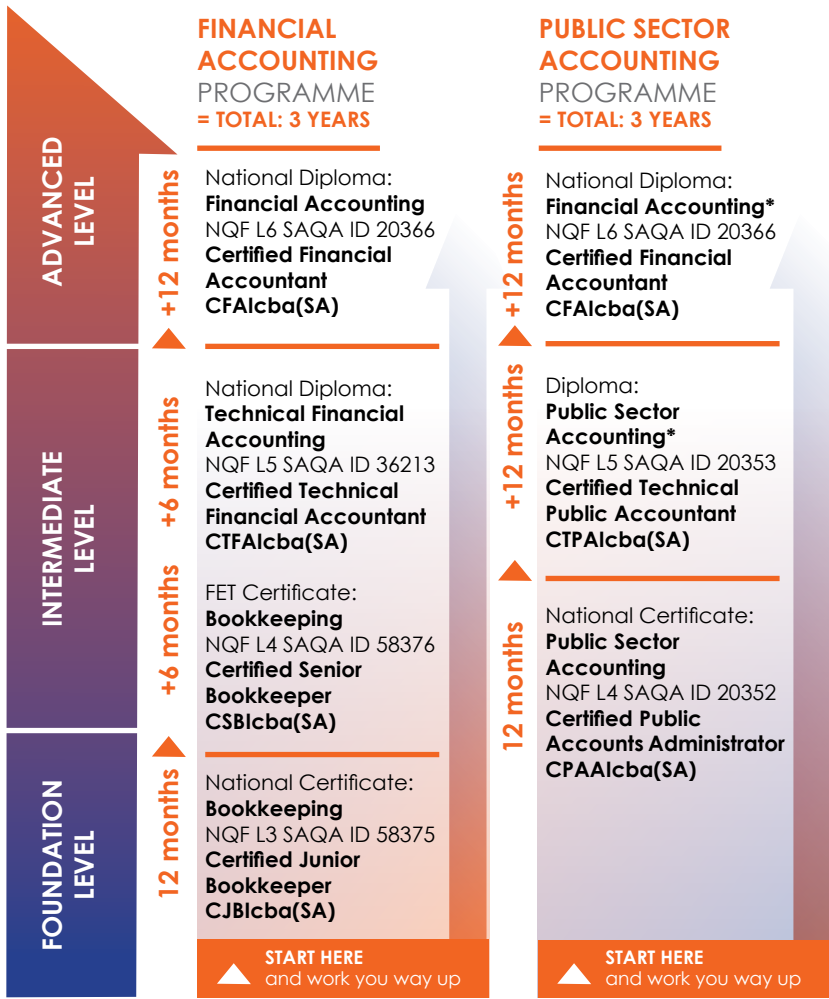 FINANCIAL
ACCOUNTING
PROGRAMME
= TOTAL: 3 YEARS
PUBLIC SECTOR
ACCOUNTING
PROGRAMME
= TOTAL: 3 YEARS
ADVANCED
LEVEL
+12 months
National Diploma:
Financial Accounting
NQF L6 SAQA ID 20366
Certified Financial
Accountant
CFAIcba(SA)
+12 months
National Diploma:
Financial Accounting*
NQF L6 SAQA ID 20366
Certified Financial
Accountant
CFAIcba(SA)
INTERMEDIATE
LEVEL
+6 months
National Diploma:
Technical Financial
Accounting
NQF L5 SAQA ID 36213
Certified Technical
Financial Accountant
CTFAIcba(SA)
+6 months
FET Certificate:
Bookkeeping
NQF L4 SAQA ID 58376
Certified Senior
Bookkeeper
CSBIcba(SA)
+12 months
Diploma:
Public Sector
Accounting*
NQF L5 SAQA ID 20353
Certified Technical
Public Accountant
CTPAIcba(SA)
12 months
National Certificate:
Public Sector
Accounting
NQF L4 SAQA ID 20352
Certified Public
Accounts Administrator
CPAAIcba(SA)
FOUNDATION
LEVEL
12 months
National Certificate:
Bookkeeping
NQF L3 SAQA ID 58375
Certified Junior
Bookkeeper
CJBIcba(SA)
START HERE
and work you way up
START HERE
and work you way up